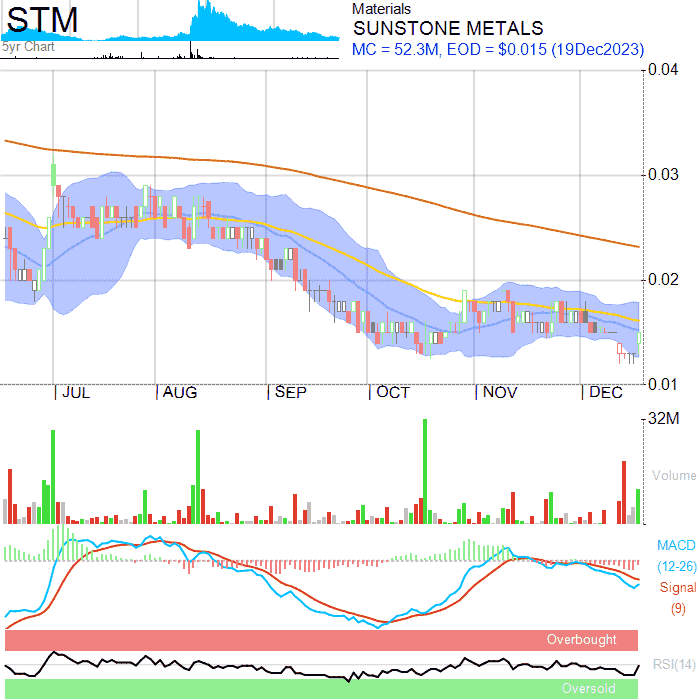 STM
5yr Chart
Materials
SUNSTONE METALS
MC = 52.3M, EOD = $0.015 (19Dec2023)
0.04
0.03
0.02
0.01
JUL
AUG
SEP
OCT
NOV
DEC
32M
Volume
MACD
(12-26)
Signal
(9)
Overbought
RSI(14)
Oversold